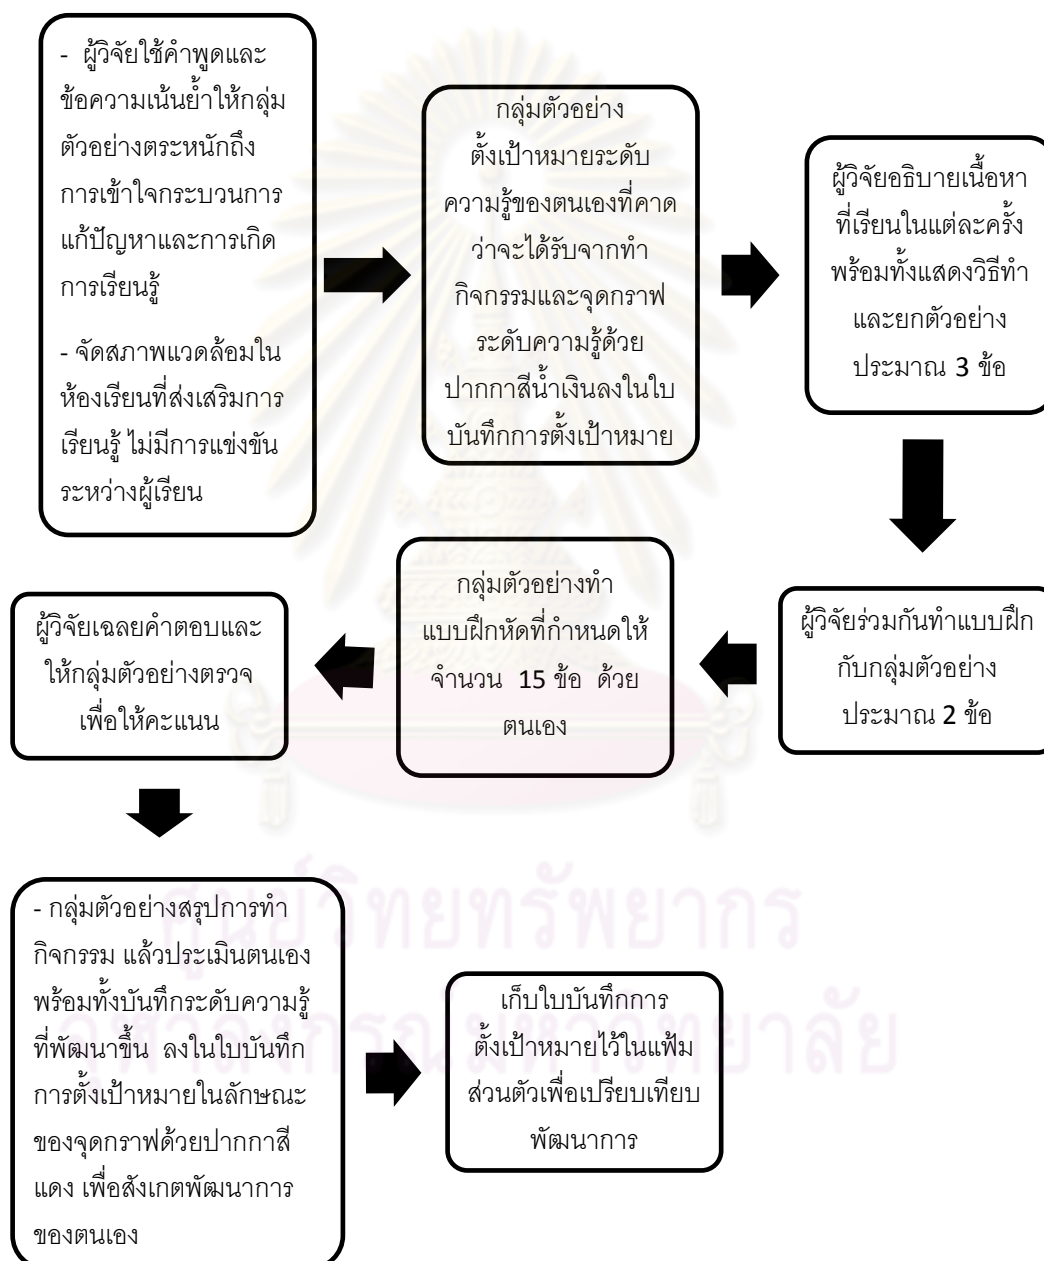 - ผู้วิจัยใช้คำพูดและ
ข้อความเน้นย้ำให้กลุ่ม
ตัวอย่างตระหนักถึง
การเข้าใจกระบวนการ
แก้ปัญหาและการเกิด
การเรียนรู้
- จัดสภาพแวดล้อมใน
ห้องเรียนที่ส่งเสริมการ
เรียนรู้ ไม่มีการแข่งขัน
ระหว่างผู้เรียน
กลุ่มตัวอย่าง
ตั้งเป้าหมายระดับ
ความรู้ของตนเองที่คาด
ว่าจะได้รับจากทำ
กิจกรรมและจุดกราฟ
ระดับความรู้ด้วย
ปากกาสีน้ำเงินลงในใบ
บันทึกการตั้งเป้าหมาย
ผู้วิจัยอธิบายเนื้อหา
ที่เรียนในแต่ละครั้ง
พร้อมทั้งแสดงวิธีทำ
และยกตัวอย่าง
ประมาณ 3 ข้อ
ผู้วิจัยร่วมกันทำแบบฝึก
กับกลุ่มตัวอย่าง
ประมาณ 2 ข้อ
กลุ่มตัวอย่างทำ
แบบฝึกหัดที่กำหนดให้
จำนวน 15 ข้อ ด้วย
ตนเอง
ผู้วิจัยเฉลยคำตอบและ
ให้กลุ่มตัวอย่างตรวจ
เพื่อให้คะแนน
- กลุ่มตัวอย่างสรุปการทำ
กิจกรรม แล้วประเมินตนเอง
พร้อมทั้งบันทึกระดับความรู้
ที่พัฒนาขึ้น ลงในใบบันทึก
การตั้งเป้าหมายในลักษณะ
ของจุดกราฟด้วยปากกาสี
แดง เพื่อสังเกตพัฒนาการ
ของตนเอง
เก็บใบบันทึกการ
ตั้งเป้าหมายไว้ในแฟ้ม
ส่วนตัวเพื่อเปรียบเทียบ
พัฒนาการ
ศูนย์วิทยทรัพยากร
จุฬาลงกรณ์มหาวิทยาลัย